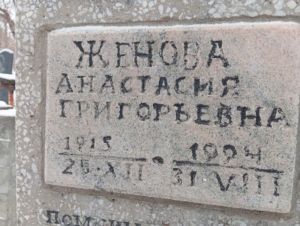 ЖЕНОВА
АНАСТАСИЯ
ГРИГОРЬЕВНА
1915 1994
25.XII • 31 VIII